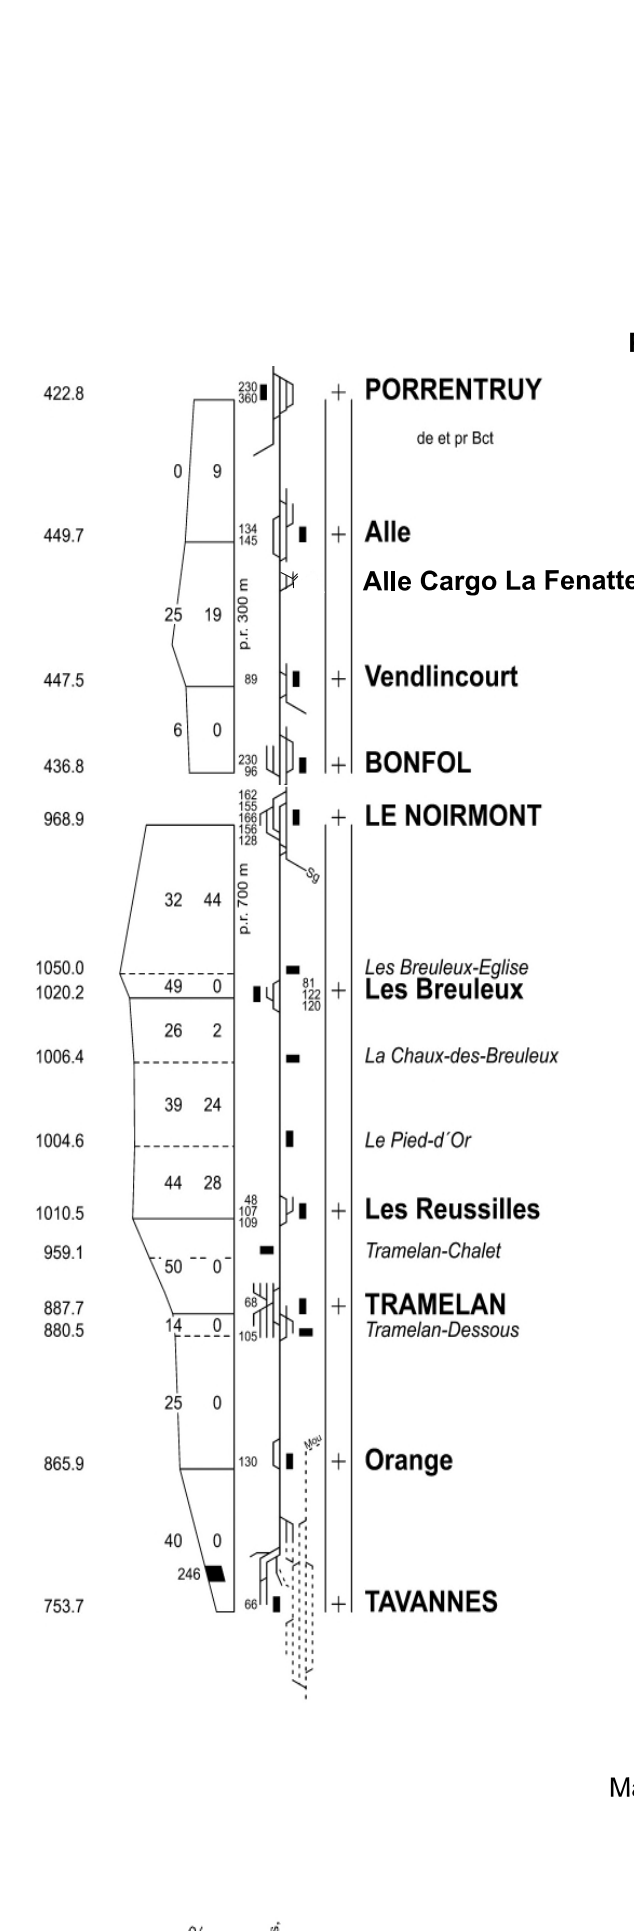 422.8 230 360 + PORRENTRUY
de et pr Bct
0 9
449.7 134 145 + Alle
Alle Cargo La Fenatte
25 19 p.r. 300 m
447.5 89 + Vendlincourt
6 0
436.8 230 96 + BONFOL
968.9 162 155 166 156 128 + LE NOIRMONT
Sg
32 44 p.r. 700 m
1050.0 Les Breuleux-Eglise
1020.2 49 0 81 122 120 + Les Breuleux
26 2
1006.4 La Chaux-des-Breuleux
39 24
1004.6 Le Pied-d´Or
44 28
1010.5 48 107 109 + Les Reussilles
959.1 Tramelan-Chalet
50 0
887.7 68 + TRAMELAN
14 0
880.5 105 Tramelan-Dessous
25 0
Mou
865.9 130 + Orange
40 0
246
753.7 66 + TAVANNES